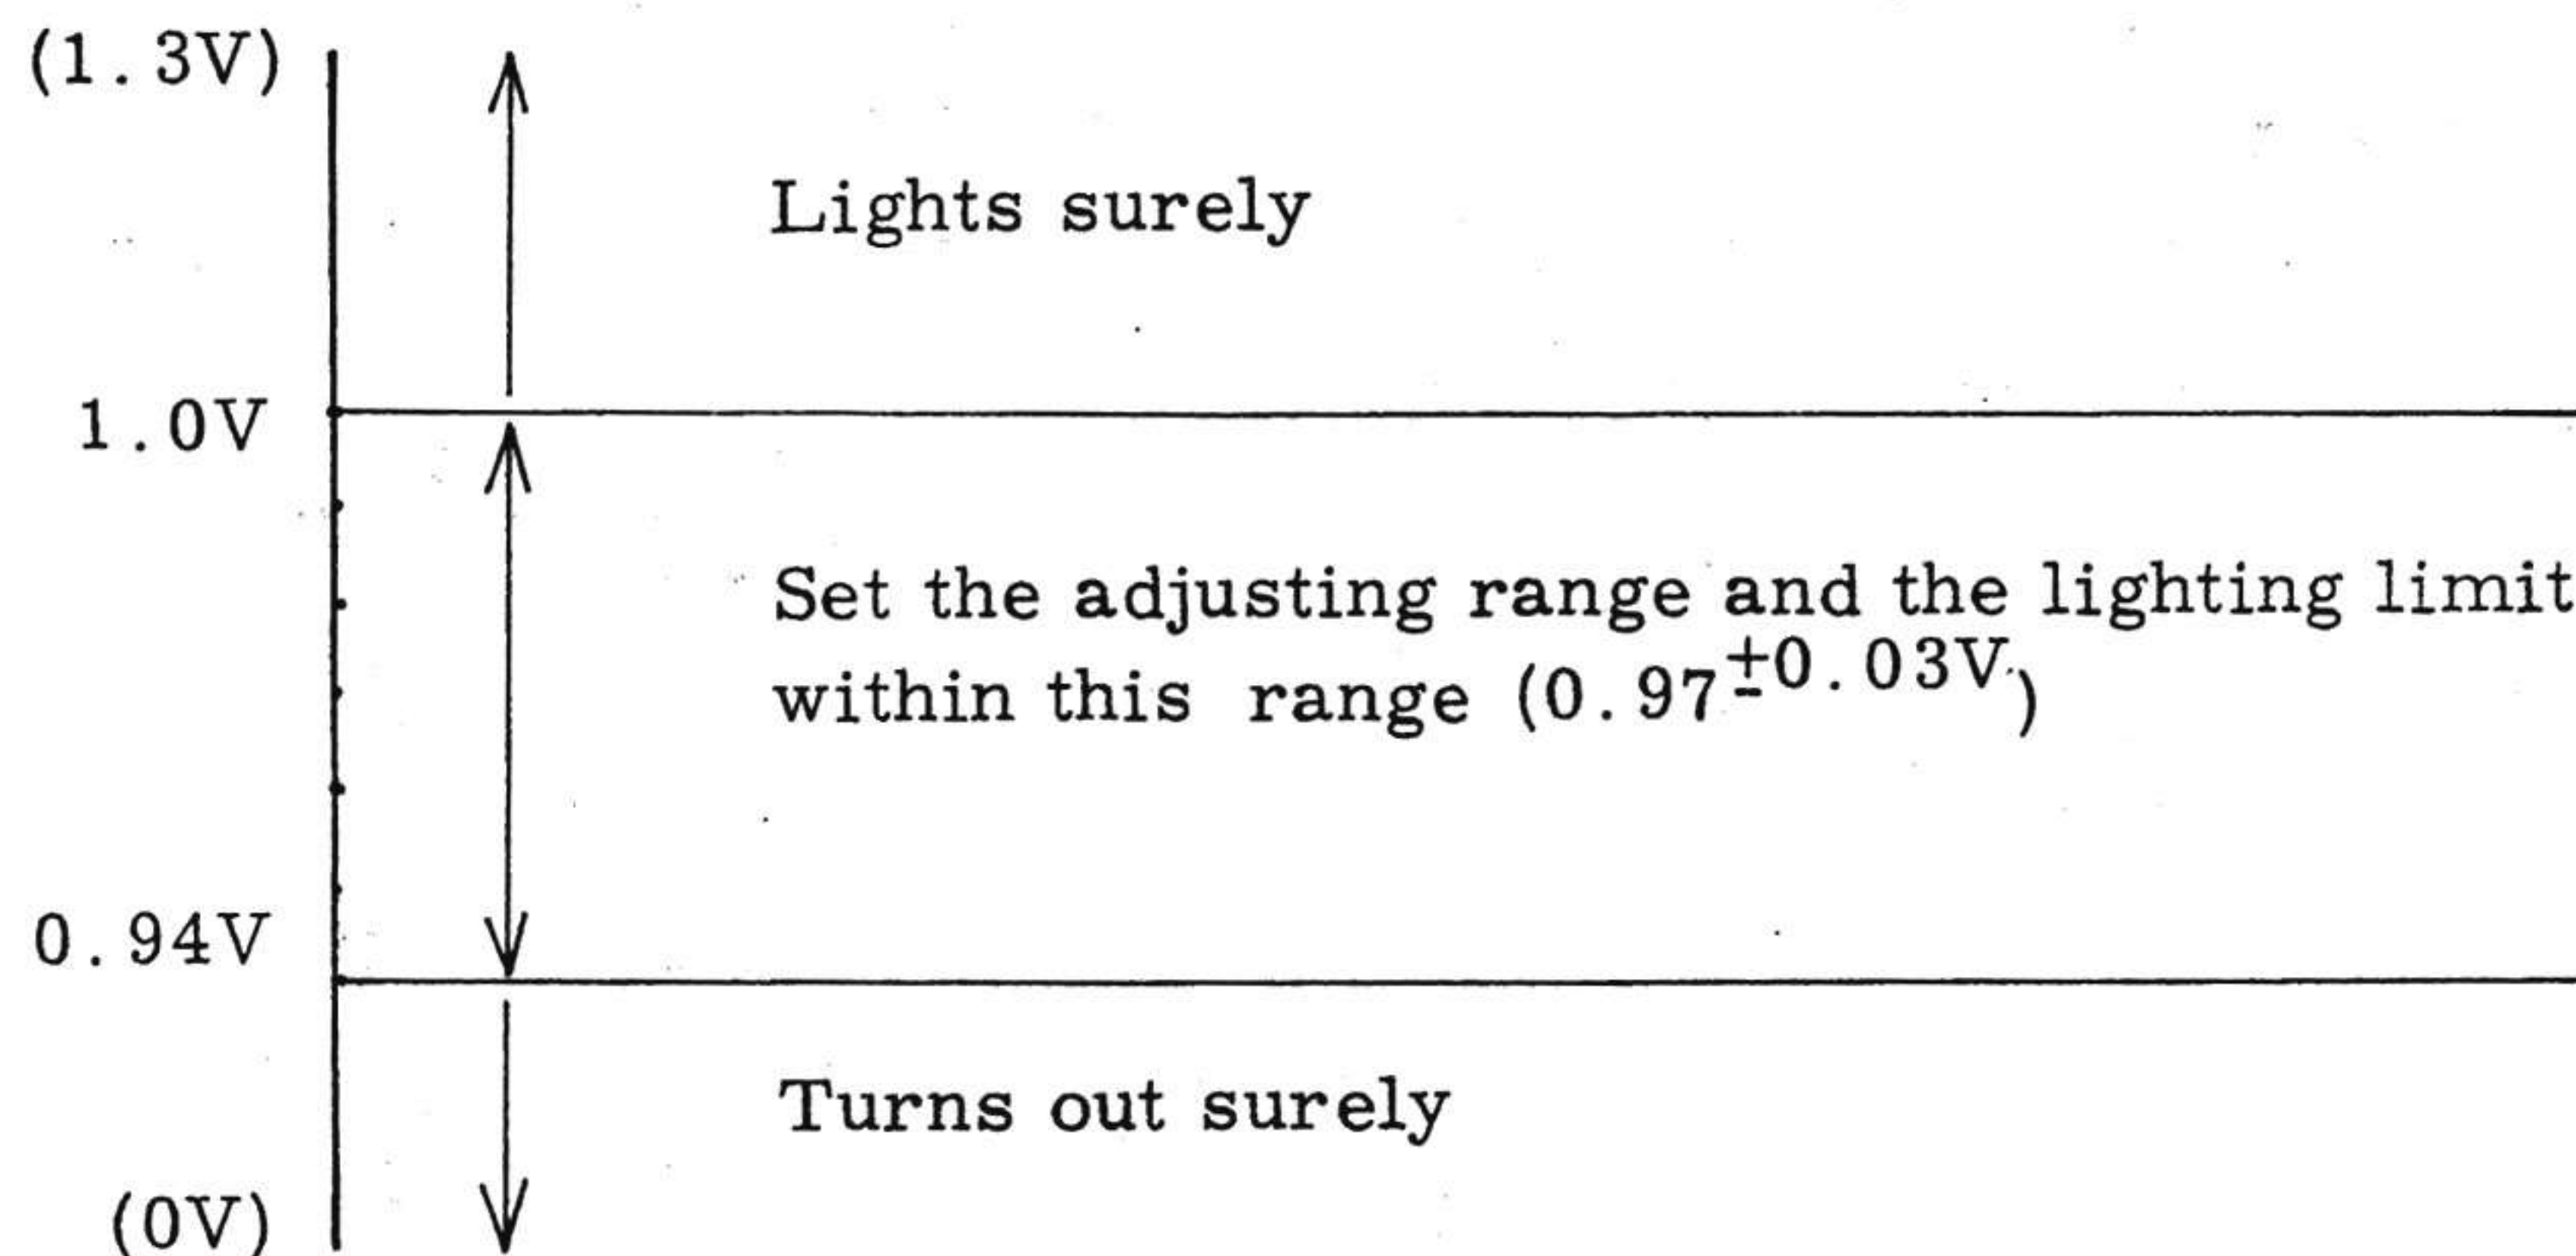 (1.3V)
Lights surely
1.0V
Set the adjusting range and the lighting limit
within this range (0.97±0.03V)
0.94V
Turns out surely
(0V)